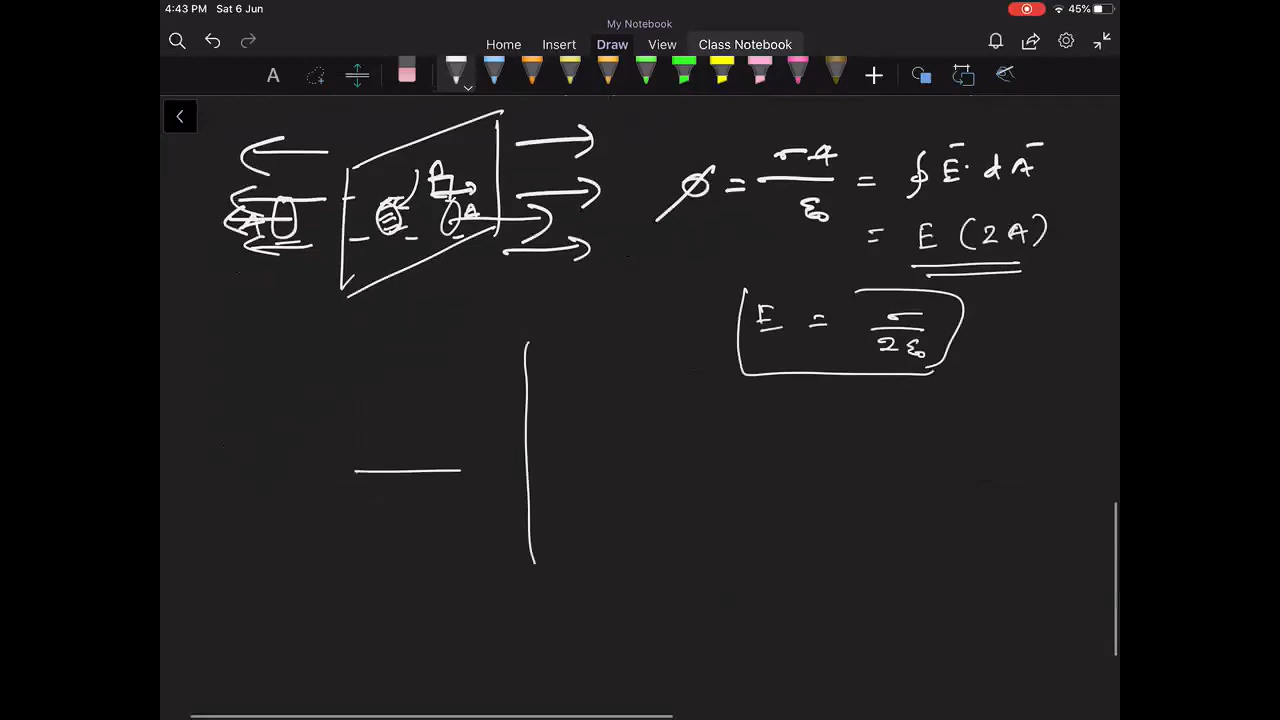 4:43 PM Sat 6 Jun
45%
My Notebook
Home Insert Draw View Class Notebook
A
A
A
A
ϕ = σA / ε₀ = ∮ E̅ · dA̅
= E (2A)
E = σ / 2ε₀